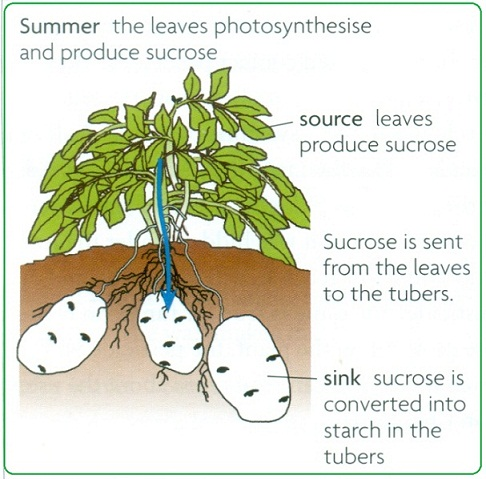 Summer the leaves photosynthesise
and produce sucrose
source leaves
produce sucrose
Sucrose is sent
from the leaves
to the tubers.
sink sucrose is
converted into
starch in the
tubers